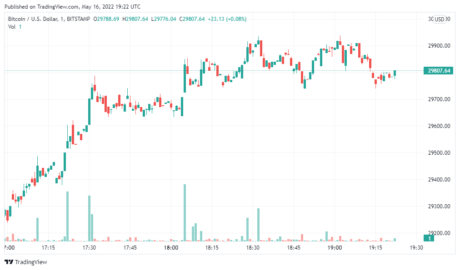 Published on TradingView.com, May 16, 2022 19:22 UTC
Bitcoin / U.S. Dollar, 1, BITSTAMP O29788.69 H29807.64 L29776.04 C29807.64 +23.13 (+0.08%)
Vol 1
USD
29900.00
29807.64
29700.00
29600.00
29500.00
29400.00
29300.00
29200.00
1
17:15 17:30 17:45 18:00 18:15 18:30 18:45 19:00 19:15 19:30
TradingView